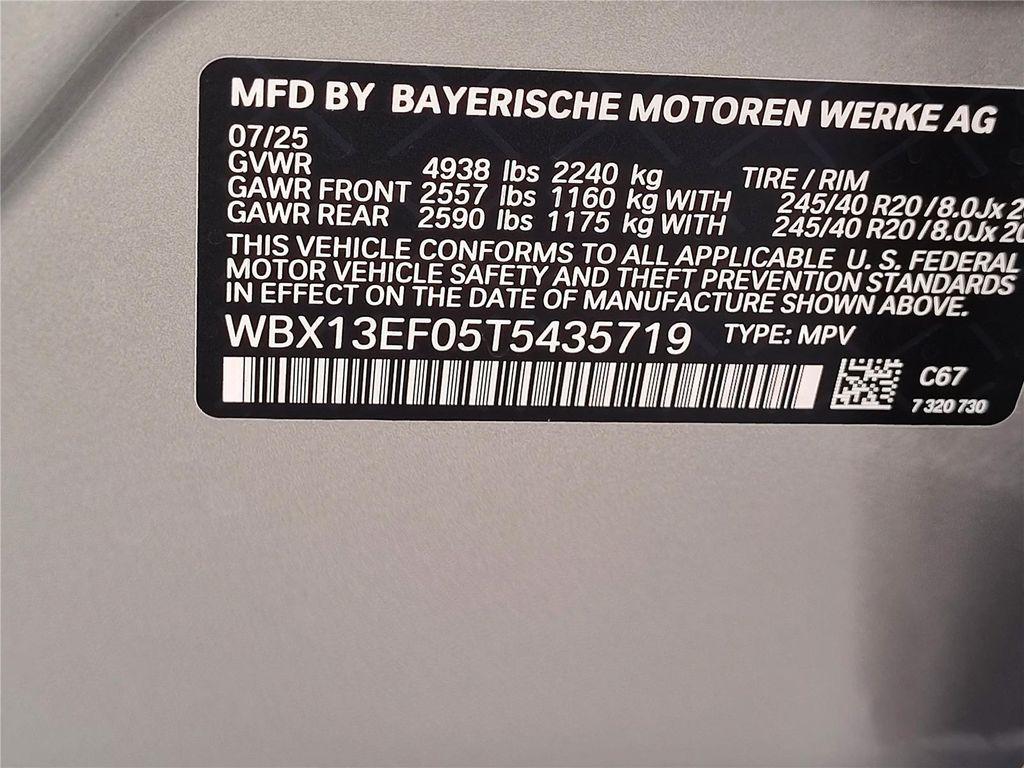 MFD BY BAYERISCHE MOTOREN WERKE AG
07/25
GVWR 4938 lbs 2240 kg TIRE / RIM
GAWR FRONT 2557 lbs 1160 kg WITH 245/40 R20 / 8.0Jx 20
GAWR REAR 2590 lbs 1175 kg WITH 245/40 R20 / 8.0Jx 20
THIS VEHICLE CONFORMS TO ALL APPLICABLE U. S. FEDERAL
MOTOR VEHICLE SAFETY AND THEFT PREVENTION STANDARDS
IN EFFECT ON THE DATE OF MANUFACTURE SHOWN ABOVE.
WBX13EF05T5435719 TYPE: MPV
C67
7 320 730